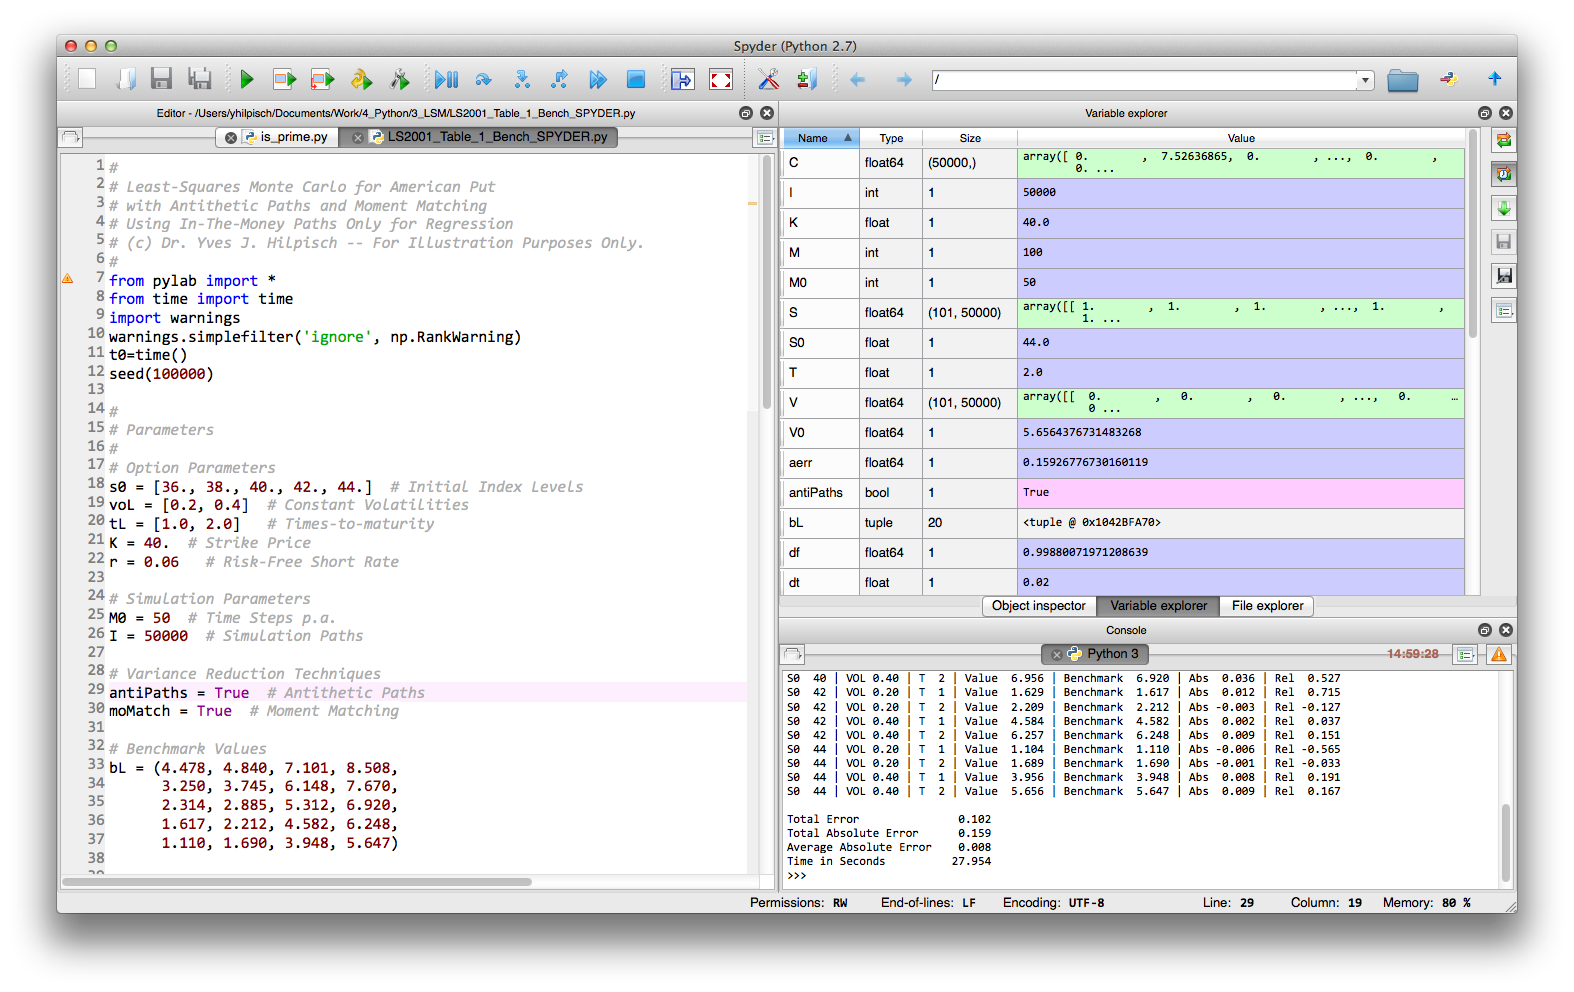 Spyder (Python 2.7)
/
Editor - /Users/yhilpisch/Documents/Work/4_Python/3_LSM/LS2001_Table_1_Bench_SPYDER.py
is_prime.py
LS2001_Table_1_Bench_SPYDER.py
1 #
2 # Least-Squares Monte Carlo for American Put
3 # with Antithetic Paths and Moment Matching
4 # Using In-The-Money Paths Only for Regression
5 # (c) Dr. Yves J. Hilpisch -- For Illustration Purposes Only.
6 #
7 from pylab import *
8 from time import time
9 import warnings
10 warnings.simplefilter('ignore', np.RankWarning)
11 t0=time()
12 seed(100000)
13
14 #
15 # Parameters
16 #
17 # Option Parameters
18 s0 = [36., 38., 40., 42., 44.]  # Initial Index Levels
19 voL = [0.2, 0.4]  # Constant Volatilities
20 tL = [1.0, 2.0]   # Times-to-maturity
21 K = 40.  # Strike Price
22 r = 0.06   # Risk-Free Short Rate
23
24 # Simulation Parameters
25 M0 = 50  # Time Steps p.a.
26 I = 50000  # Simulation Paths
27
28 # Variance Reduction Techniques
29 antiPaths = True  # Antithetic Paths
30 moMatch = True  # Moment Matching
31
32 # Benchmark Values
33 bL = (4.478, 4.840, 7.101, 8.508,
34       3.250, 3.745, 6.148, 7.670,
35       2.314, 2.885, 5.312, 6.920,
36       1.617, 2.212, 4.582, 6.248,
37       1.110, 1.690, 3.948, 5.647)
38
Variable explorer
Name Type Size Value
C float64 (50000,) array([ 0.        ,  7.52636865,  0.        , ...,  0.        ,
0. ...
I int 1 50000
K float 1 40.0
M int 1 100
M0 int 1 50
S float64 (101, 50000) array([[ 1.        ,  1.        ,  1.        , ...,  1.        ,
1. ...
S0 float 1 44.0
T float 1 2.0
V float64 (101, 50000) array([[  0.        ,   0.        ,   0.        , ...,   0.      …
0 ...
V0 float64 1 5.6564376731483268
aerr float64 1 0.15926776730160119
antiPaths bool 1 True
bL tuple 20 <tuple @ 0x1042BFA70>
df float64 1 0.99880071971208639
dt float 1 0.02
Object inspector Variable explorer File explorer
Console
Python 3 14:59:28
S0  40 | VOL 0.40 | T  2 | Value  6.956 | Benchmark  6.920 | Abs  0.036 | Rel  0.527
S0  42 | VOL 0.20 | T  1 | Value  1.629 | Benchmark  1.617 | Abs  0.012 | Rel  0.715
S0  42 | VOL 0.20 | T  2 | Value  2.209 | Benchmark  2.212 | Abs -0.003 | Rel -0.127
S0  42 | VOL 0.40 | T  1 | Value  4.584 | Benchmark  4.582 | Abs  0.002 | Rel  0.037
S0  42 | VOL 0.40 | T  2 | Value  6.257 | Benchmark  6.248 | Abs  0.009 | Rel  0.151
S0  44 | VOL 0.20 | T  1 | Value  1.104 | Benchmark  1.110 | Abs -0.006 | Rel -0.565
S0  44 | VOL 0.20 | T  2 | Value  1.689 | Benchmark  1.690 | Abs -0.001 | Rel -0.033
S0  44 | VOL 0.40 | T  1 | Value  3.956 | Benchmark  3.948 | Abs  0.008 | Rel  0.191
S0  44 | VOL 0.40 | T  2 | Value  5.656 | Benchmark  5.647 | Abs  0.009 | Rel  0.167
Total Error               0.102
Total Absolute Error      0.159
Average Absolute Error    0.008
Time in Seconds          27.954
>>>
Permissions: RW End-of-lines: LF Encoding: UTF-8 Line: 29 Column: 19 Memory: 80 %